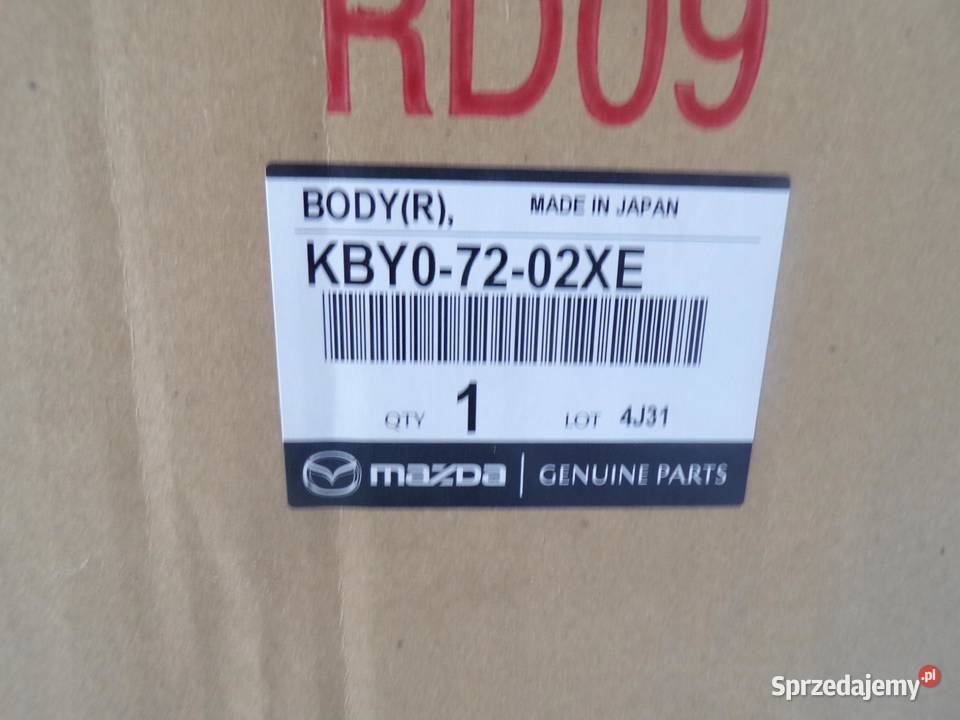 RD09
BODY(R), MADE IN JAPAN
KBY0-72-02XE
QTY 1 LOT 4J31
mazda GENUINE PARTS
Sprzedajemy.pl